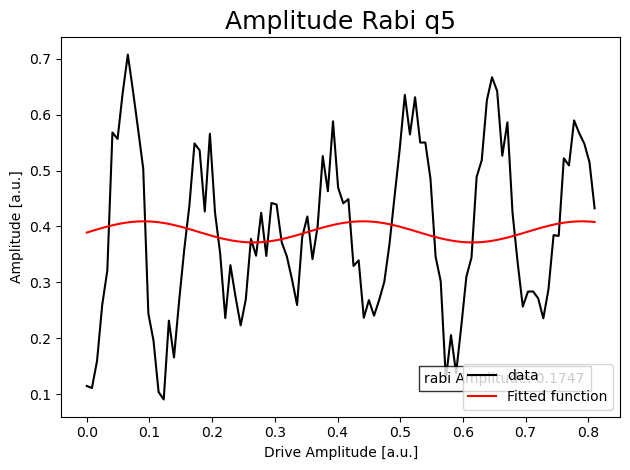 Amplitude Rabi q5
Amplitude [a.u.]
0.7
0.6
0.5
0.4
0.3
0.2
0.1
rabi Amplitude: 0.1747
data
Fitted function
0.0 0.1 0.2 0.3 0.4 0.5 0.6 0.7 0.8
Drive Amplitude [a.u.]